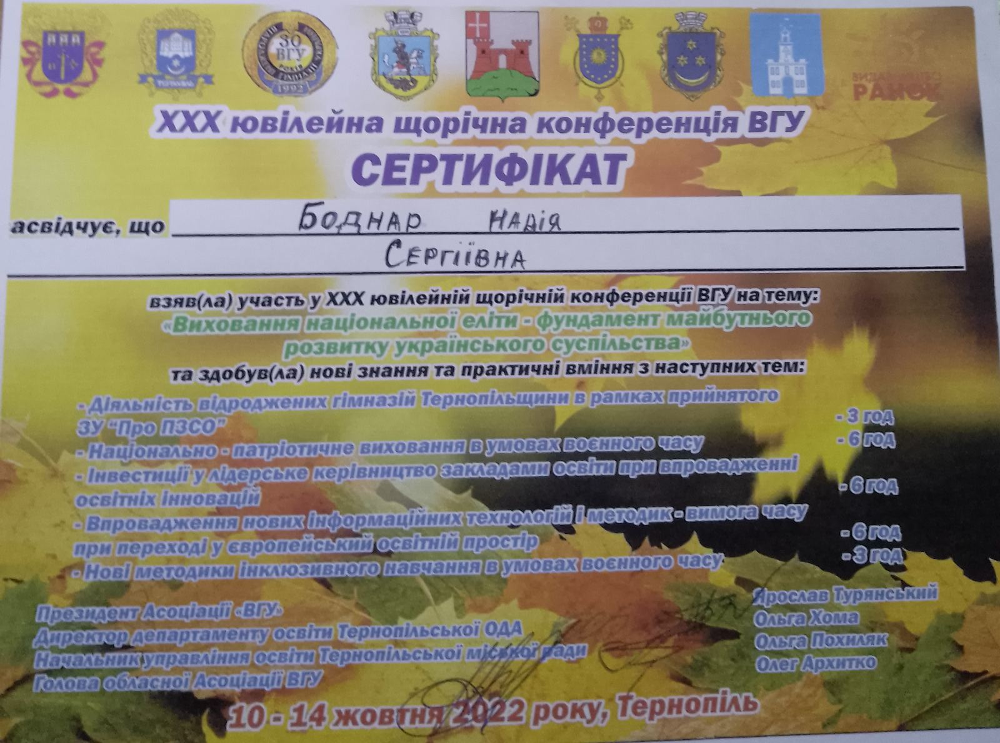 30
ВГУ
РОКІВ
1992
ТЕРНОПІЛЬ
ВИДАВНИЦТВО
РАНОК
XXX ювілейна щорічна конференція ВГУ
СЕРТИФІКАТ
асвідчує, що Боднар Надія
Сергіївна
взяв(ла) участь у XXX ювілейній щорічній конференції ВГУ на тему:
«Виховання національної еліти - фундамент майбутнього
розвитку українського суспільства»
та здобув(ла) нові знання та практичні вміння з наступних тем:
- Діяльність відроджених гімназій Тернопільщини в рамках прийнятого
ЗУ "Про ПЗСО" - 3 год
- Національно - патріотичне виховання в умовах воєнного часу - 6 год
- Інвестиції у лідерське керівництво закладами освіти при впровадженні
освітніх інновацій - 6 год
- Впровадження нових інформаційних технологій і методик - вимога часу
при переході у європейський освітній простір - 6 год
- Нові методики інклюзивного навчання в умовах воєнного часу - 3 год
Президент Асоціації «ВГУ» Ярослав Турянський
Директор департаменту освіти Тернопільської ОДА Ольга Хома
Начальник управління освіти Тернопільської міської ради Ольга Похиляк
Голова обласної Асоціації ВГУ Олег Архитко
10 - 14 жовтня 2022 року, Тернопіль